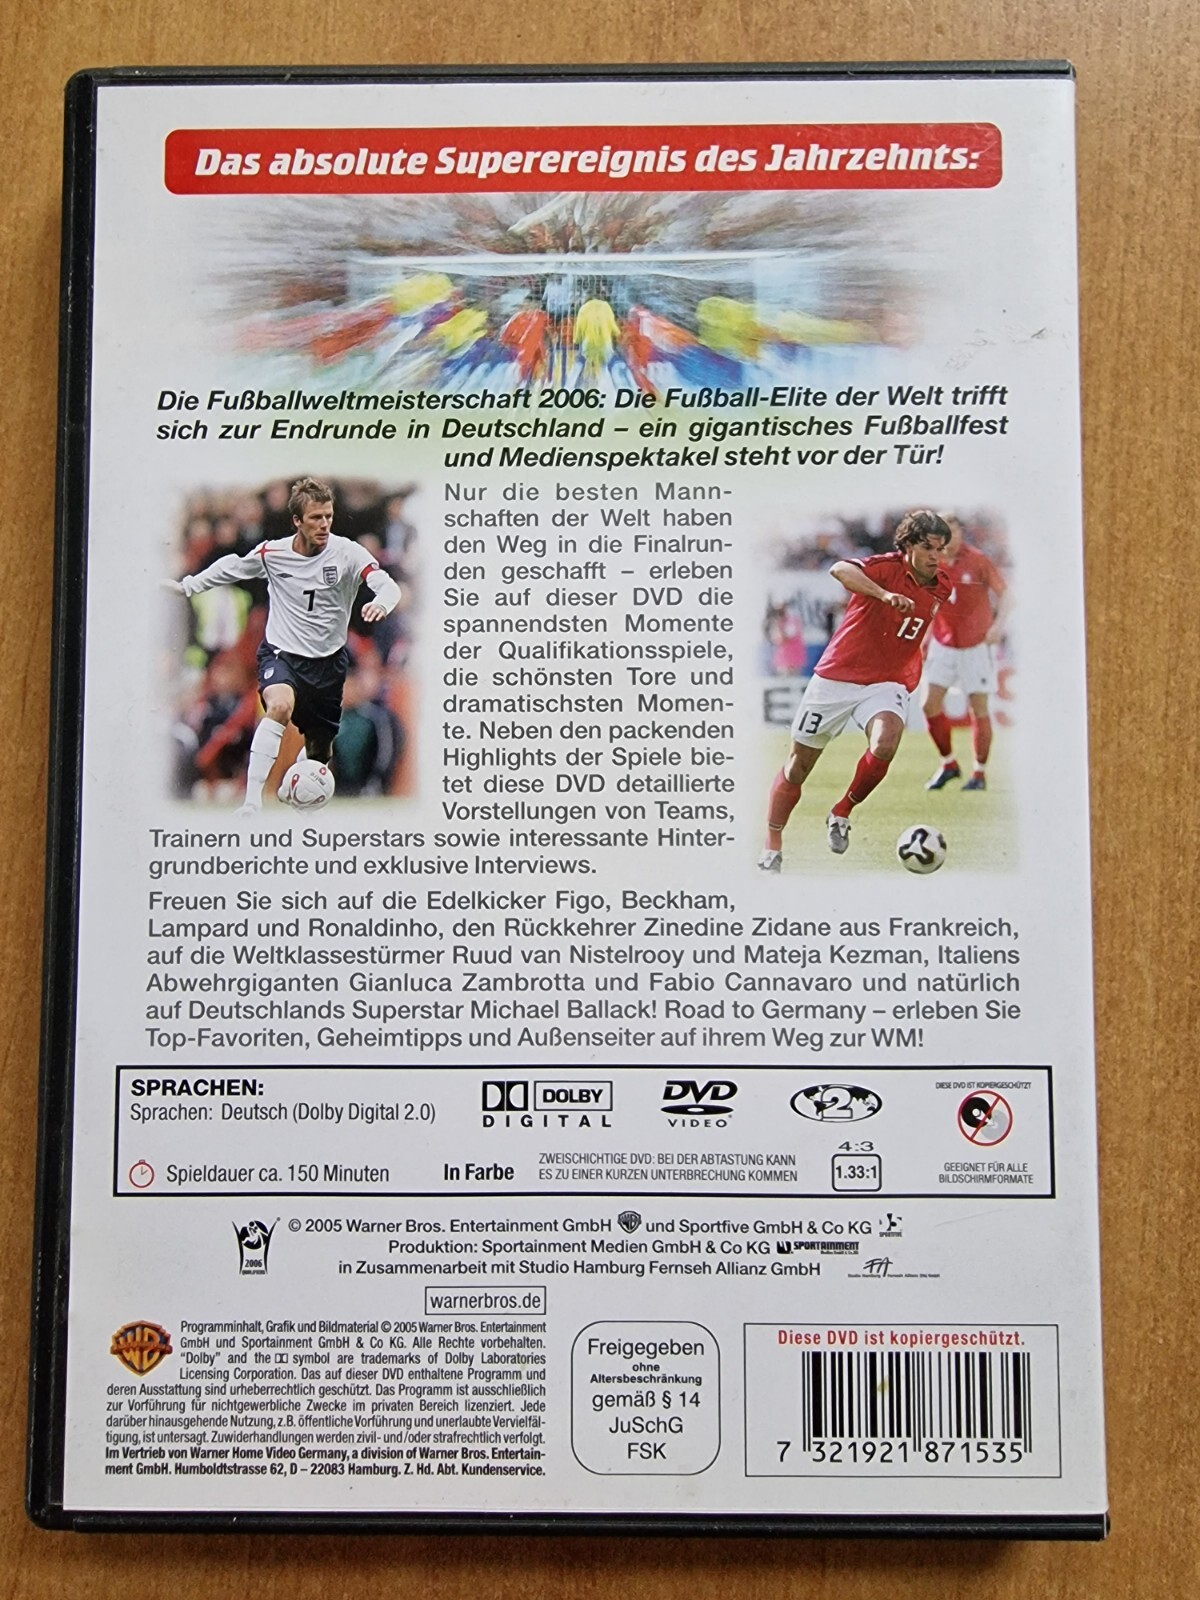 Das absolute Superereignis des Jahrzehnts:
Die Fußballweltmeisterschaft 2006: Die Fußball-Elite der Welt trifft
sich zur Endrunde in Deutschland – ein gigantisches Fußballfest
und Medienspektakel steht vor der Tür!
Nur die besten Mann-
schaften der Welt haben
den Weg in die Finalrun-
den geschafft – erleben
Sie auf dieser DVD die
spannendsten Momente
der Qualifikationsspiele,
die schönsten Tore und
dramatischsten Momen-
te. Neben den packenden
Highlights der Spiele bie-
tet diese DVD detaillierte
Vorstellungen von Teams,
Trainern und Superstars sowie interessante Hinter-
grundberichte und exklusive Interviews.
7
13
13
Freuen Sie sich auf die Edelkicker Figo, Beckham,
Lampard und Ronaldinho, den Rückkehrer Zinedine Zidane aus Frankreich,
auf die Weltklassestürmer Ruud van Nistelrooy und Mateja Kezman, Italiens
Abwehrgiganten Gianluca Zambrotta und Fabio Cannavaro und natürlich
auf Deutschlands Superstar Michael Ballack! Road to Germany – erleben Sie
Top-Favoriten, Geheimtipps und Außenseiter auf ihrem Weg zur WM!
SPRACHEN:
Sprachen: Deutsch (Dolby Digital 2.0)
DOLBY
DIGITAL
DVD
VIDEO
2
DIESE DVD IST KOPIERGESCHÜTZT
Spieldauer ca. 150 Minuten
In Farbe
ZWEISCHICHTIGE DVD: BEI DER ABTASTUNG KANN
ES ZU EINER KURZEN UNTERBRECHUNG KOMMEN
4:3
1.33:1
GEEIGNET FÜR ALLE
BILDSCHIRMFORMATE
2006
© 2005 Warner Bros. Entertainment GmbH und Sportfive GmbH & Co KG
Produktion: Sportainment Medien GmbH & Co KG SPORTAINMENT
in Zusammenarbeit mit Studio Hamburg Fernseh Allianz GmbH
warnerbros.de
Programminhalt, Grafik und Bildmaterial © 2005 Warner Bros. Entertainment
GmbH und Sportainment GmbH & Co KG. Alle Rechte vorbehalten.
"Dolby" and the symbol are trademarks of Dolby Laboratories
Licensing Corporation. Das auf dieser DVD enthaltene Programm und
deren Ausstattung sind urheberrechtlich geschützt. Das Programm ist ausschließlich
zur Vorführung für nichtgewerbliche Zwecke im privaten Bereich lizenziert. Jede
darüber hinausgehende Nutzung, z.B. öffentliche Vorführung und unerlaubte Vervielfäl-
tigung, ist untersagt. Zuwiderhandlungen werden zivil- und/oder strafrechtlich verfolgt.
Im Vertrieb von Warner Home Video Germany, a division of Warner Bros. Entertain-
ment GmbH. Humboldtstrasse 62, D – 22083 Hamburg. Z. Hd. Abt. Kundenservice.
Freigegeben
ohne
Altersbeschränkung
gemäß § 14
JuSchG
FSK
Diese DVD ist kopiergeschützt.
7 321921 871535